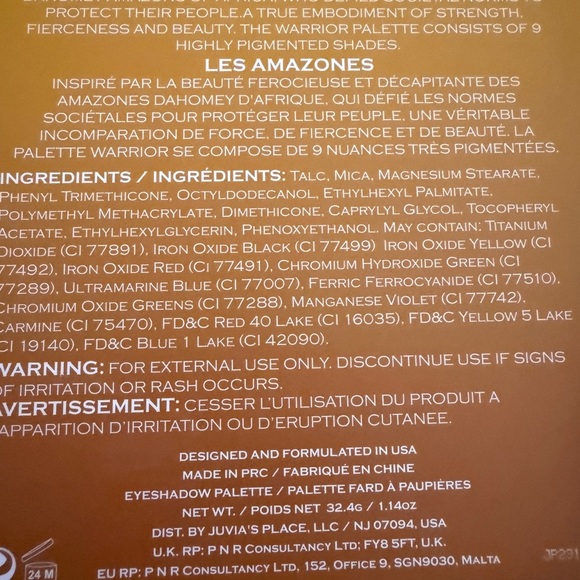 PROTECT THEIR PEOPLE.A TRUE EMBODIMENT OF STRENGTH,
FIERCENESS AND BEAUTY. THE WARRIOR PALETTE CONSISTS OF 9
HIGHLY PIGMENTED SHADES.
LES AMAZONES
INSPIRÉ PAR LA BEAUTÉ FEROCIEUSE ET DÉCAPITANTE DES
AMAZONES DAHOMEY D'AFRIQUE, QUI DÉFIÉ LES NORMES
SOCIÉTALES POUR PROTÉGER LEUR PEUPLE. UNE VÉRITABLE
INCOMPARATION DE FORCE, DE FIERCENCE ET DE BEAUTÉ. LA
PALETTE WARRIOR SE COMPOSE DE 9 NUANCES TRÈS PIGMENTÉES.
INGREDIENTS / INGRÉDIENTS: TALC, MICA, MAGNESIUM STEARATE,
PHENYL TRIMETHICONE, OCTYLDODECANOL, ETHYLHEXYL PALMITATE,
POLYMETHYL METHACRYLATE, DIMETHICONE, CAPRYLYL GLYCOL, TOCOPHERYL
ACETATE, ETHYLHEXYLGLYCERIN, PHENOXYETHANOL. MAY CONTAIN: TITANIUM
DIOXIDE (CI 77891), IRON OXIDE BLACK (CI 77499) IRON OXIDE YELLOW (CI
77492), IRON OXIDE RED (CI 77491), CHROMIUM HYDROXIDE GREEN (CI
77289), ULTRAMARINE BLUE (CI 77007), FERRIC FERROCYANIDE (CI 77510),
CHROMIUM OXIDE GREENS (CI 77288), MANGANESE VIOLET (CI 77742),
CARMINE (CI 75470), FD&C RED 40 LAKE (CI 16035), FD&C YELLOW 5 LAKE
(CI 19140), FD&C BLUE 1 LAKE (CI 42090).
WARNING: FOR EXTERNAL USE ONLY. DISCONTINUE USE IF SIGNS
OF IRRITATION OR RASH OCCURS.
AVERTISSEMENT: CESSER L'UTILISATION DU PRODUIT A
L'APPARITION D'IRRITATION OU D'ERUPTION CUTANEE.
DESIGNED AND FORMULATED IN USA
MADE IN PRC / FABRIQUÉ EN CHINE
EYESHADOW PALETTE / PALETTE FARD À PAUPIÈRES
NET WT. / POIDS NET 32.4G / 1.14OZ
DIST. BY JUVIA'S PLACE, LLC / NJ 07094, USA
U.K. RP: P N R CONSULTANCY LTD; FY8 5FT, U.K.
EU RP: P N R CONSULTANCY LTD, 152, OFFICE 9, SGN9030, MALTA
24 M
JP231